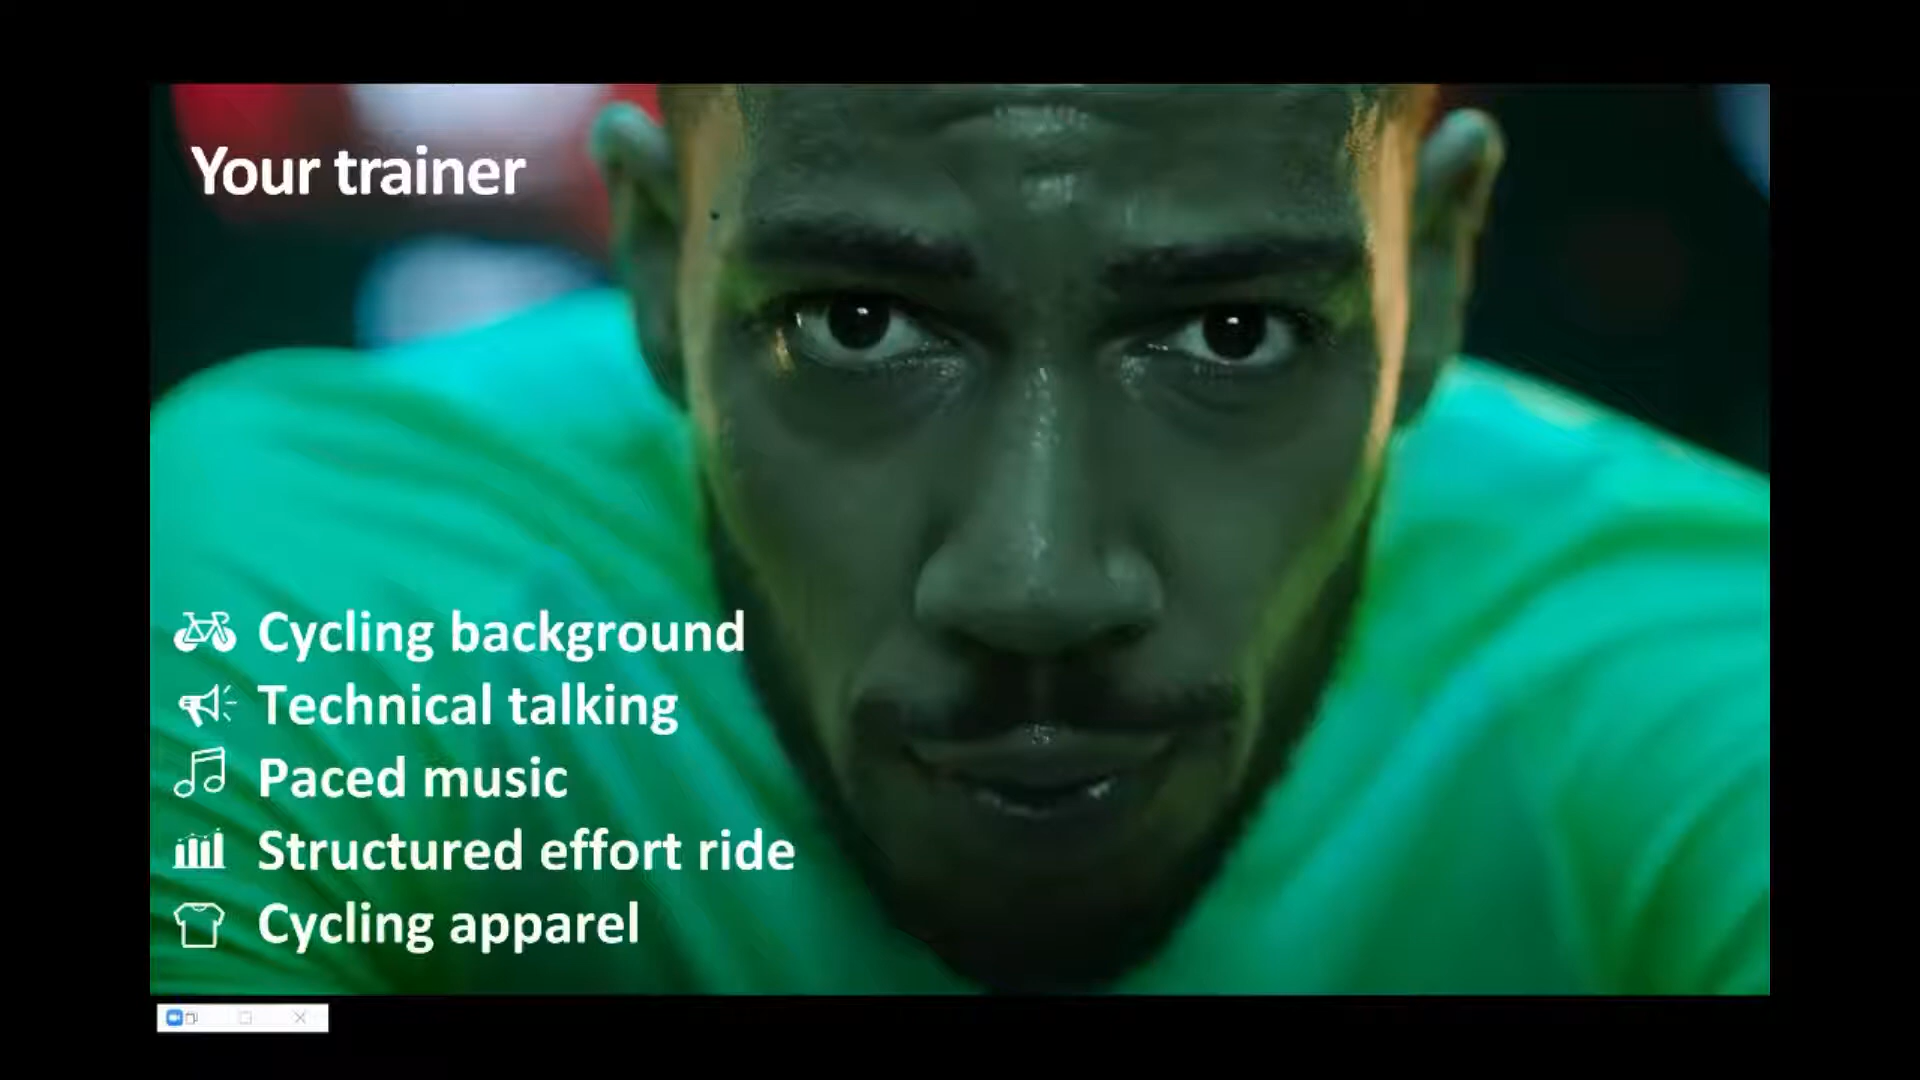 Your trainer
Cycling background
Technical talking
Paced music
Structured effort ride
Cycling apparel